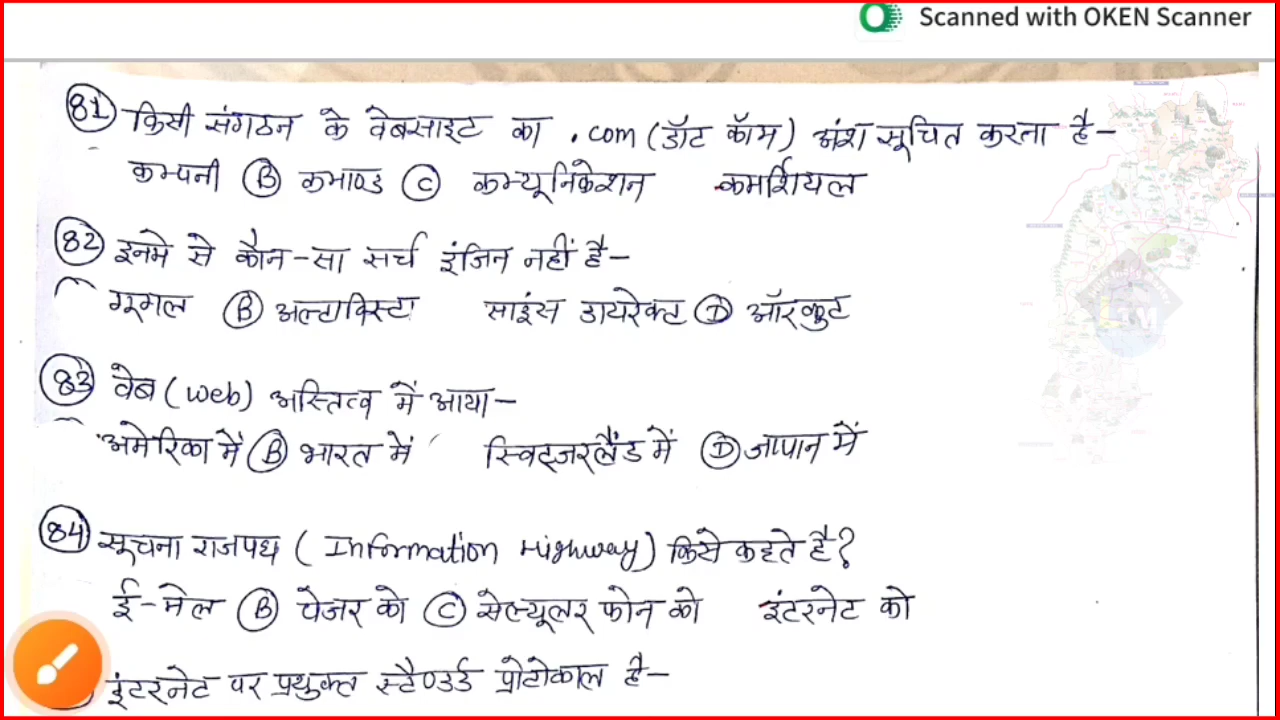 Scanned with OKEN Scanner
81 किसी संगठन के वेबसाइट का .com (डॉट कॉम) अंश सूचित करता है-
कम्पनी B कमाण्ड C कम्यूनिकेशन कमर्शियल
82 इनमे से कौन-सा सर्च इंजिन नहीं है-
गूगल B अल्टाविस्टा साइंस डायरेक्ट D ऑरकुट
83 वेब (Web) अस्तित्व में आया-
अमेरिका में B भारत में स्विट्जरलैंड में D जापान में
84 सूचना राजपथ ( Information Highway) किसे कहते है?
ई-मेल B पेजर को C सेल्यूलर फोन को इंटरनेट को
इंटरनेट पर प्रयुक्त स्टैण्डर्ड प्रोटोकाल है-